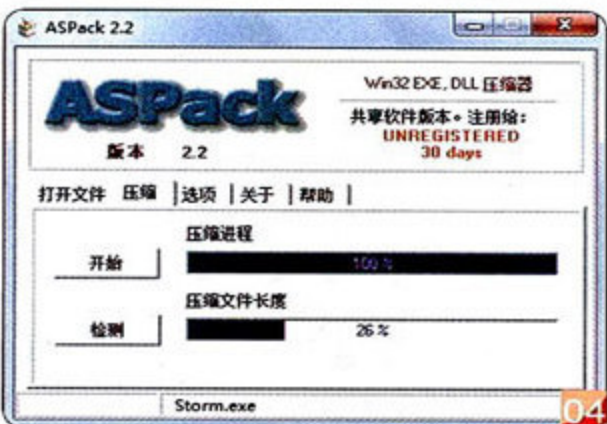 ASPack 2.2
ASPack
Win32 EXE, DLL 压缩器
共享软件版本。注册给:
UNREGISTERED
30 days
版本 2.2
打开文件 压缩 选项 关于 帮助
压缩进程
开始
100 %
压缩文件长度
检测
26 %
Storm.exe
04